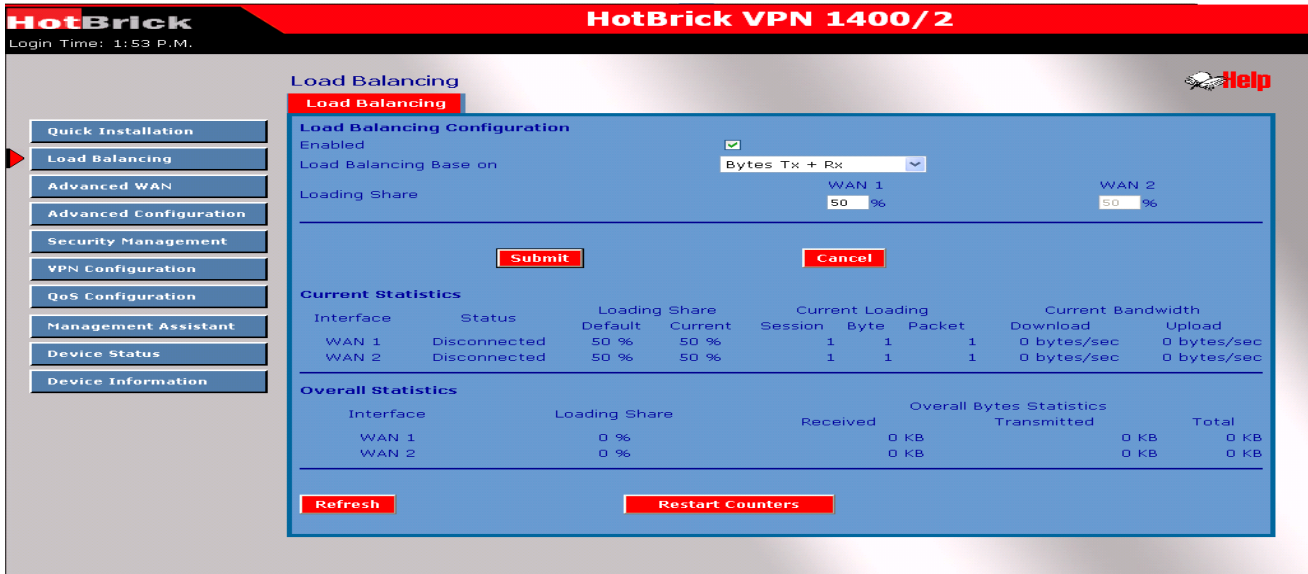 HotBrick
HotBrick VPN 1400/2
Login Time: 1:53 P.M.
Load Balancing
Help
Load Balancing
Quick Installation
Load Balancing
Advanced WAN
Advanced Configuration
Security Management
VPN Configuration
QoS Configuration
Management Assistant
Device Status
Device Information
Load Balancing Configuration
Enabled
Load Balancing Base on Bytes Tx + Rx
WAN 1 WAN 2
Loading Share 50 % 50 %
Submit Cancel
Current Statistics
Interface Status Loading Share Current Loading Current Bandwidth
Default Current Session Byte Packet Download Upload
WAN 1 Disconnected 50 % 50 % 1 1 1 0 bytes/sec 0 bytes/sec
WAN 2 Disconnected 50 % 50 % 1 1 1 0 bytes/sec 0 bytes/sec
Overall Statistics
Interface Loading Share Overall Bytes Statistics
Received Transmitted Total
WAN 1 0 % 0 KB 0 KB 0 KB
WAN 2 0 % 0 KB 0 KB 0 KB
Refresh Restart Counters